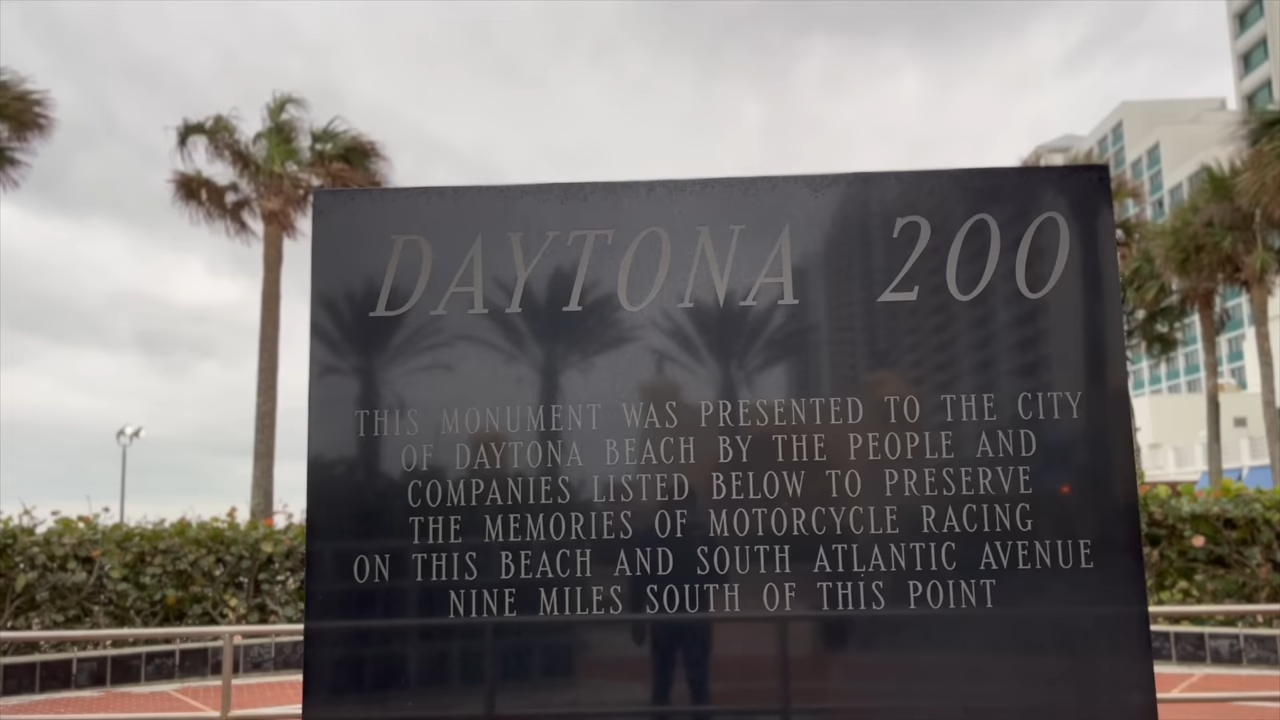 DAYTONA 200
THIS MONUMENT WAS PRESENTED TO THE CITY
OF DAYTONA BEACH BY THE PEOPLE AND
COMPANIES LISTED BELOW TO PRESERVE
THE MEMORIES OF MOTORCYCLE RACING
ON THIS BEACH AND SOUTH ATLANTIC AVENUE
NINE MILES SOUTH OF THIS POINT